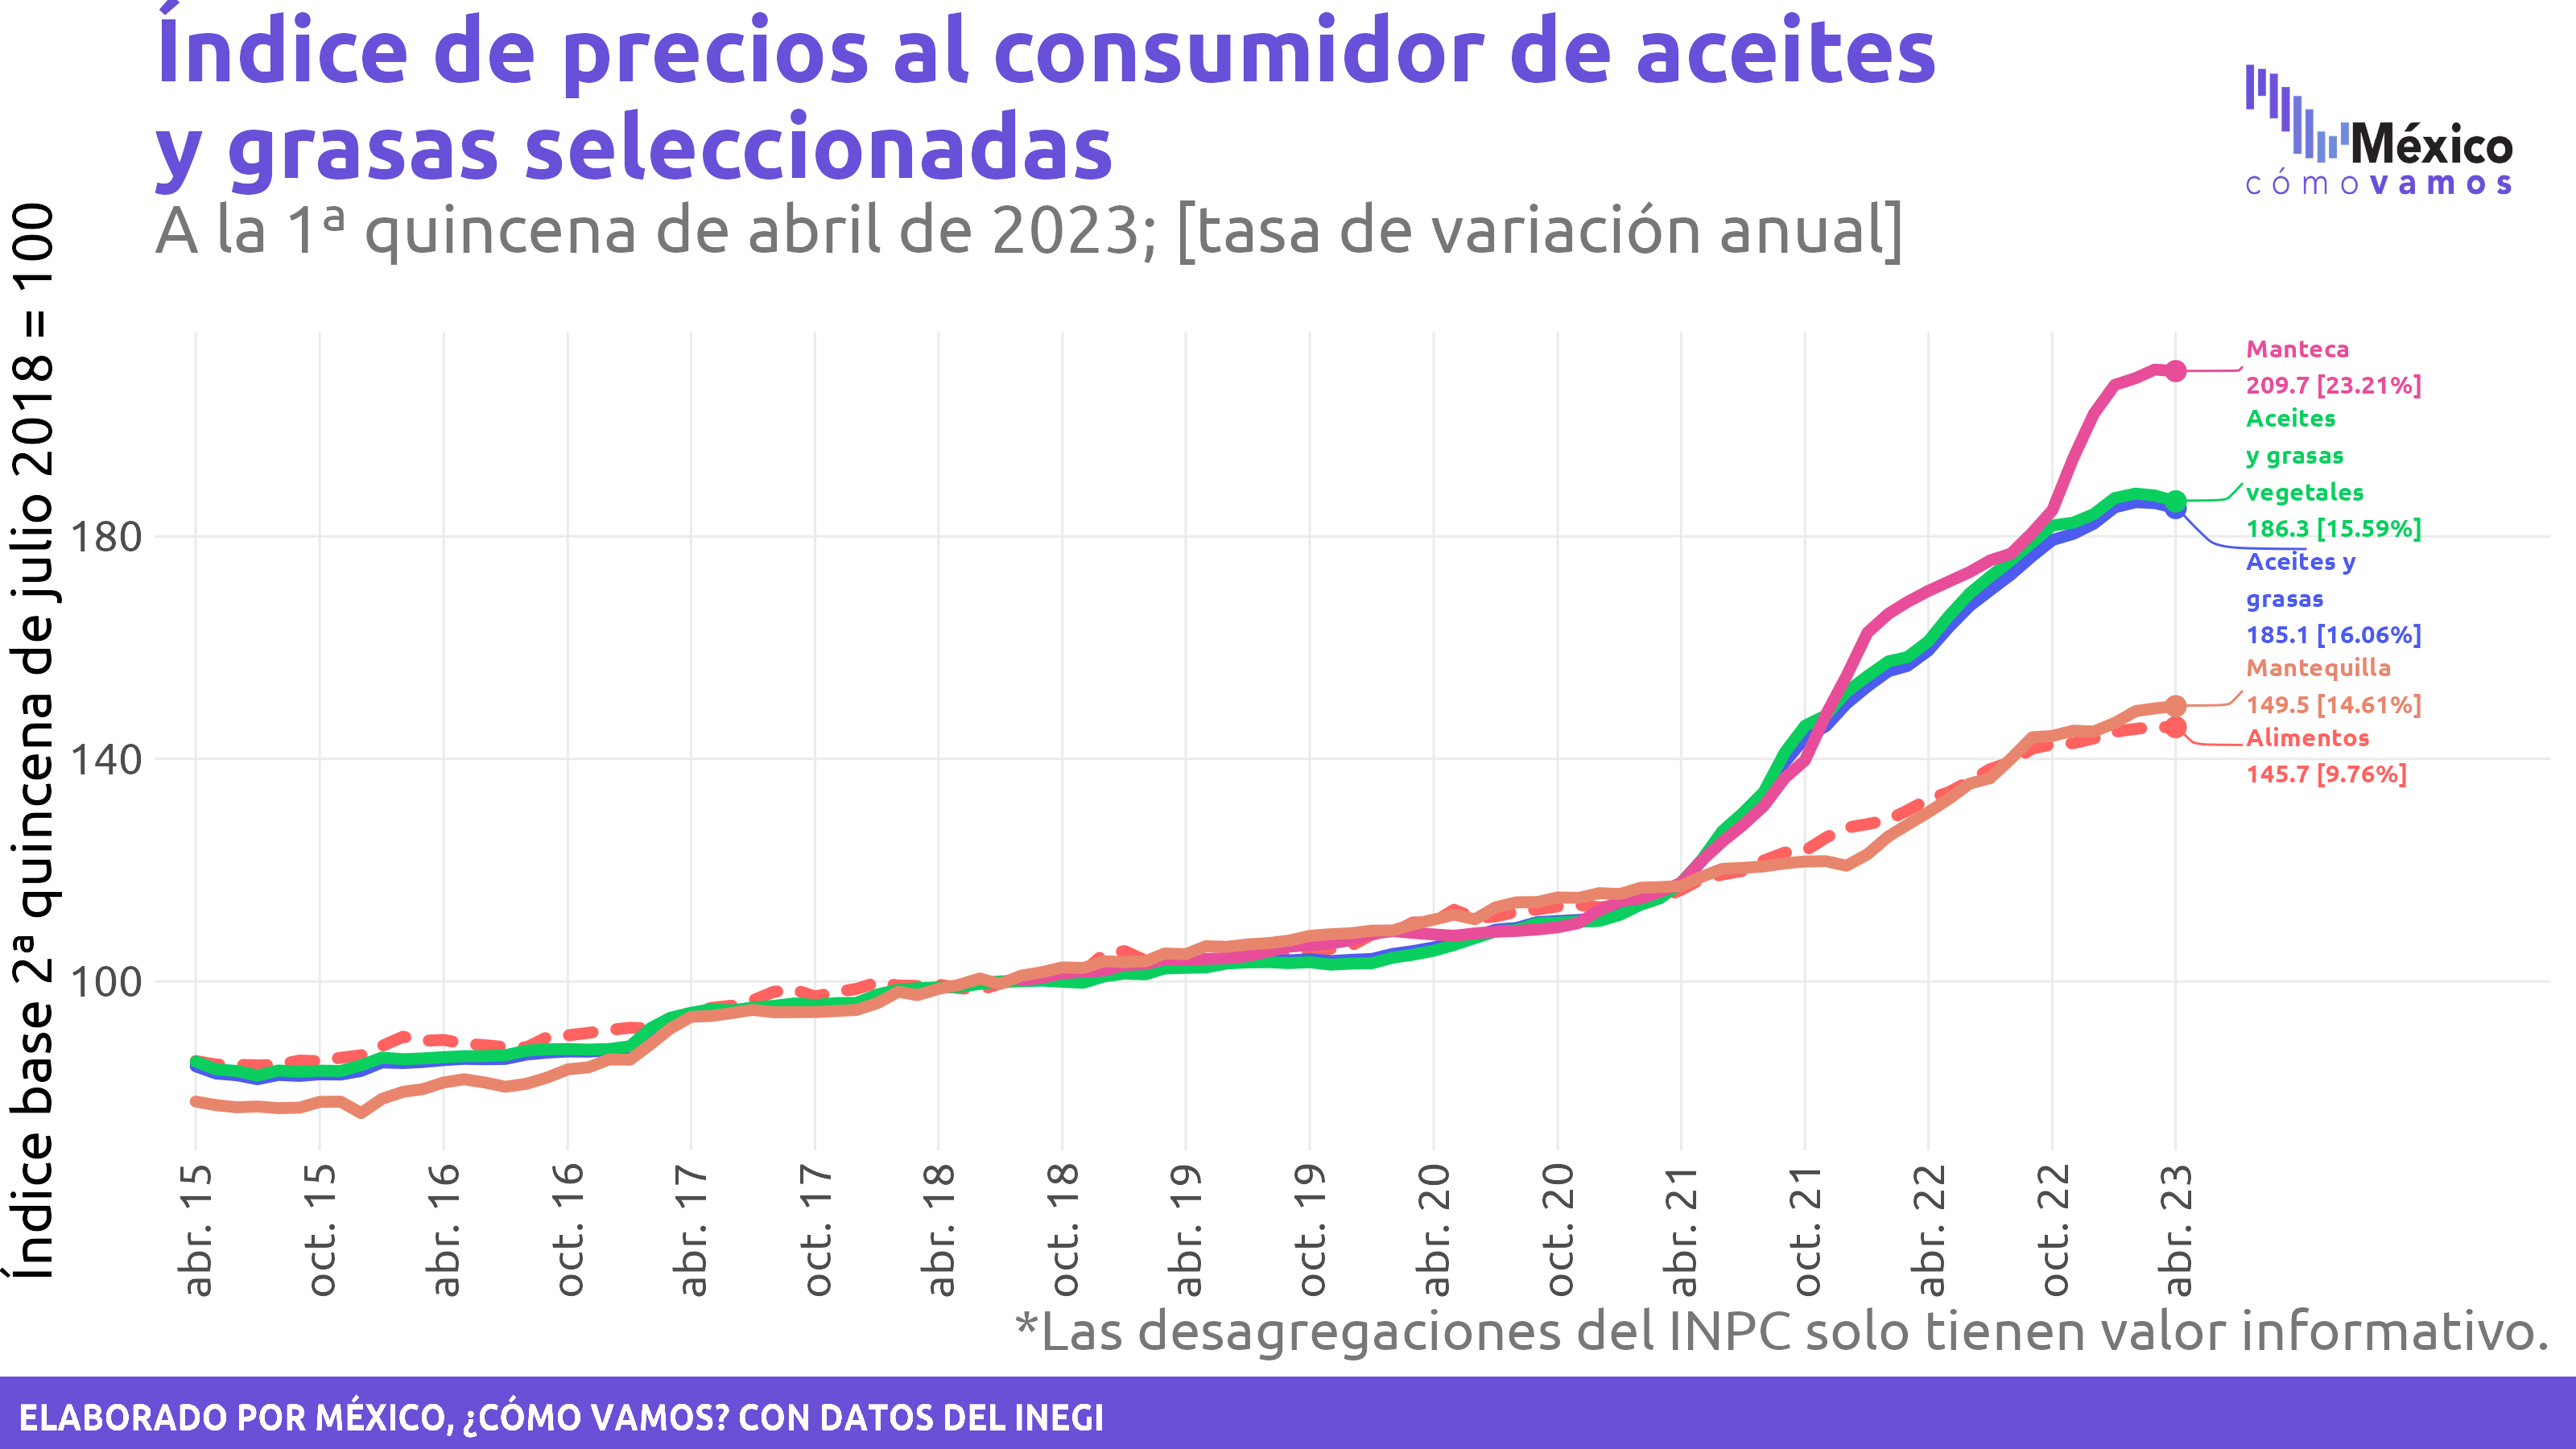 Índice de precios al consumidor de aceites
y grasas seleccionadas
A la 1ª quincena de abril de 2023; [tasa de variación anual]
México
cómo vamos
Índice base 2ª quincena de julio 2018 = 100
180
140
100
Manteca
209.7 [23.21%]
Aceites
y grasas
vegetales
186.3 [15.59%]
Aceites y
grasas
185.1 [16.06%]
Mantequilla
149.5 [14.61%]
Alimentos
145.7 [9.76%]
abr. 15
oct. 15
abr. 16
oct. 16
abr. 17
oct. 17
abr. 18
oct. 18
abr. 19
oct. 19
abr. 20
oct. 20
abr. 21
oct. 21
abr. 22
oct. 22
abr. 23
*Las desagregaciones del INPC solo tienen valor informativo.
ELABORADO POR MÉXICO, ¿CÓMO VAMOS? CON DATOS DEL INEGI